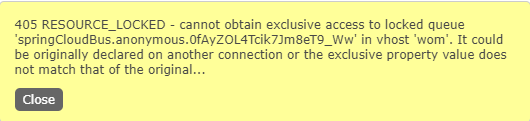 405 RESOURCE_LOCKED - cannot obtain exclusive access to locked queue
'springCloudBus.anonymous.0fAyZOL4Tcik7Jm8eT9_Ww' in vhost 'wom'. It could
be originally declared on another connection or the exclusive property value does
not match that of the original...
Close